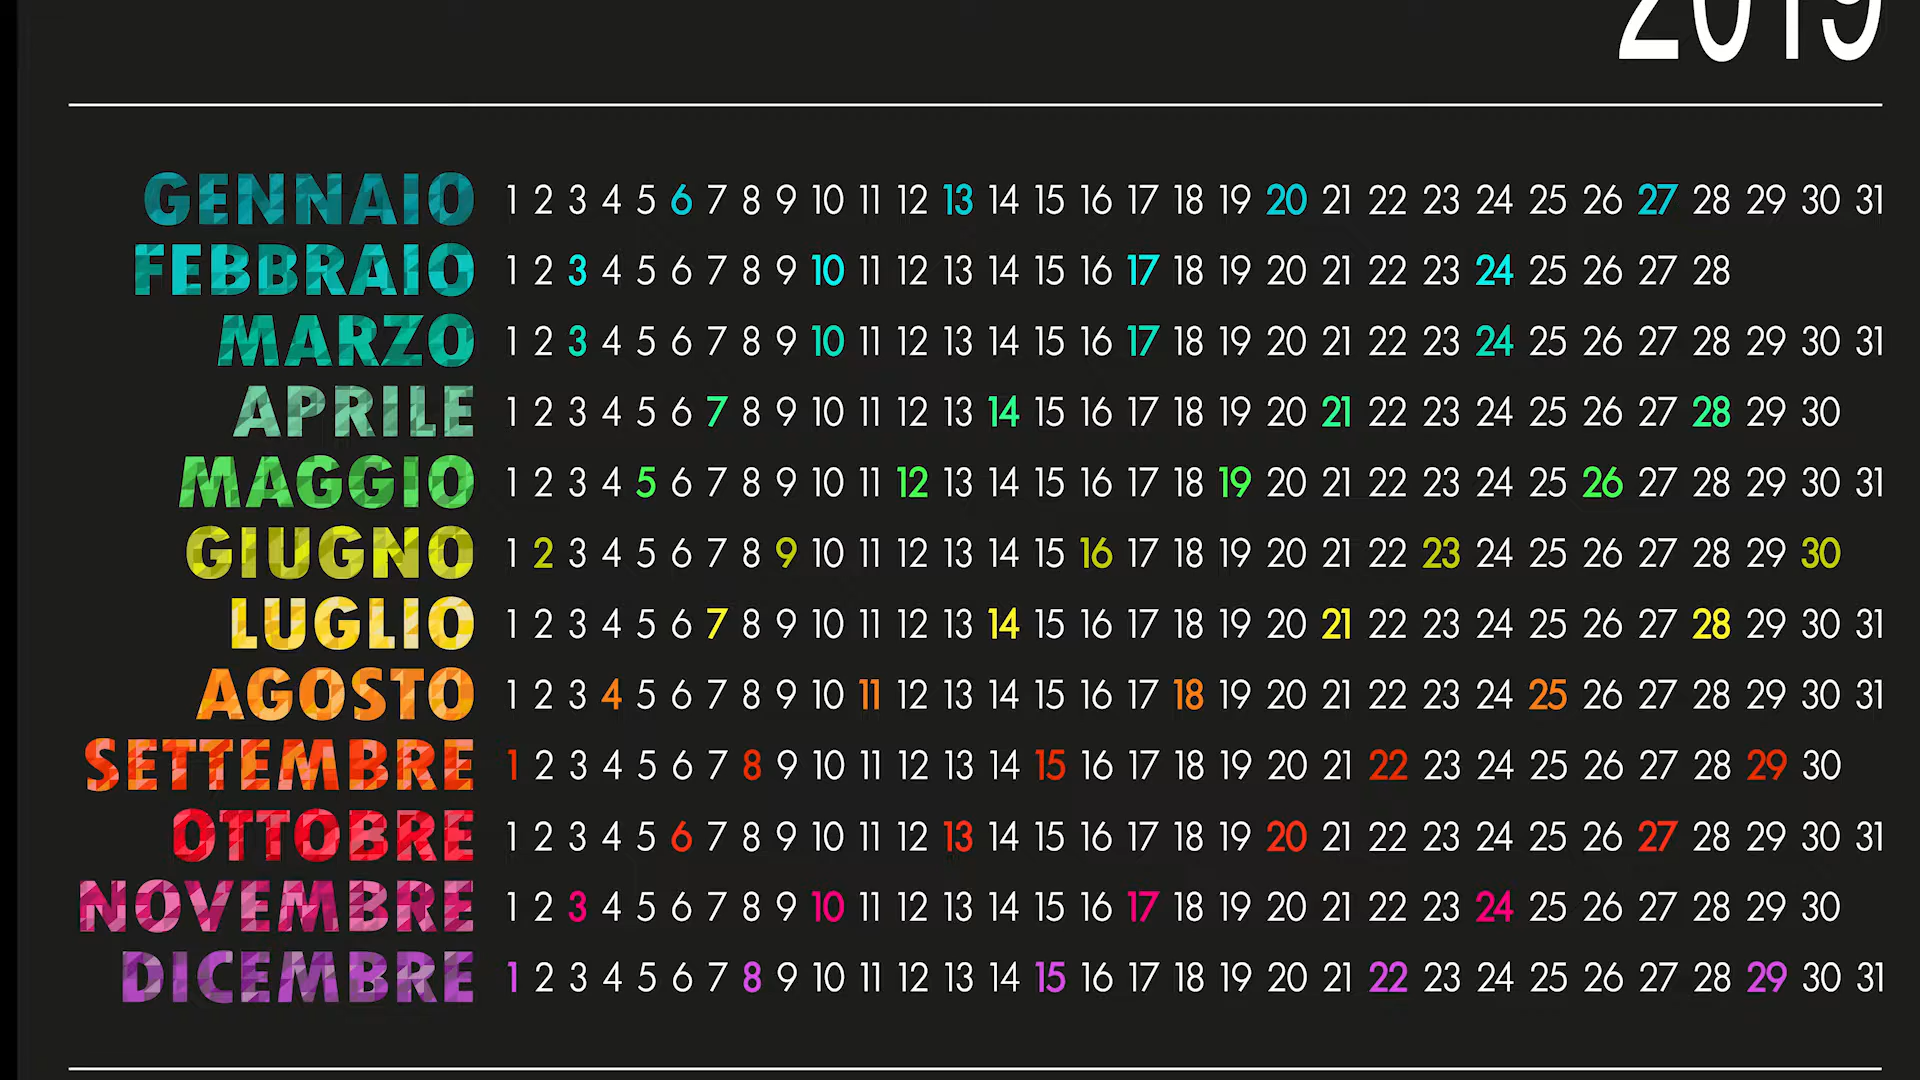 2019
GENNAIO 1 2 3 4 5 6 7 8 9 10 11 12 13 14 15 16 17 18 19 20 21 22 23 24 25 26 27 28 29 30 31
FEBBRAIO 1 2 3 4 5 6 7 8 9 10 11 12 13 14 15 16 17 18 19 20 21 22 23 24 25 26 27 28
MARZO 1 2 3 4 5 6 7 8 9 10 11 12 13 14 15 16 17 18 19 20 21 22 23 24 25 26 27 28 29 30 31
APRILE 1 2 3 4 5 6 7 8 9 10 11 12 13 14 15 16 17 18 19 20 21 22 23 24 25 26 27 28 29 30
MAGGIO 1 2 3 4 5 6 7 8 9 10 11 12 13 14 15 16 17 18 19 20 21 22 23 24 25 26 27 28 29 30 31
GIUGNO 1 2 3 4 5 6 7 8 9 10 11 12 13 14 15 16 17 18 19 20 21 22 23 24 25 26 27 28 29 30
LUGLIO 1 2 3 4 5 6 7 8 9 10 11 12 13 14 15 16 17 18 19 20 21 22 23 24 25 26 27 28 29 30 31
AGOSTO 1 2 3 4 5 6 7 8 9 10 11 12 13 14 15 16 17 18 19 20 21 22 23 24 25 26 27 28 29 30 31
SETTEMBRE 1 2 3 4 5 6 7 8 9 10 11 12 13 14 15 16 17 18 19 20 21 22 23 24 25 26 27 28 29 30
OTTOBRE 1 2 3 4 5 6 7 8 9 10 11 12 13 14 15 16 17 18 19 20 21 22 23 24 25 26 27 28 29 30 31
NOVEMBRE 1 2 3 4 5 6 7 8 9 10 11 12 13 14 15 16 17 18 19 20 21 22 23 24 25 26 27 28 29 30
DICEMBRE 1 2 3 4 5 6 7 8 9 10 11 12 13 14 15 16 17 18 19 20 21 22 23 24 25 26 27 28 29 30 31